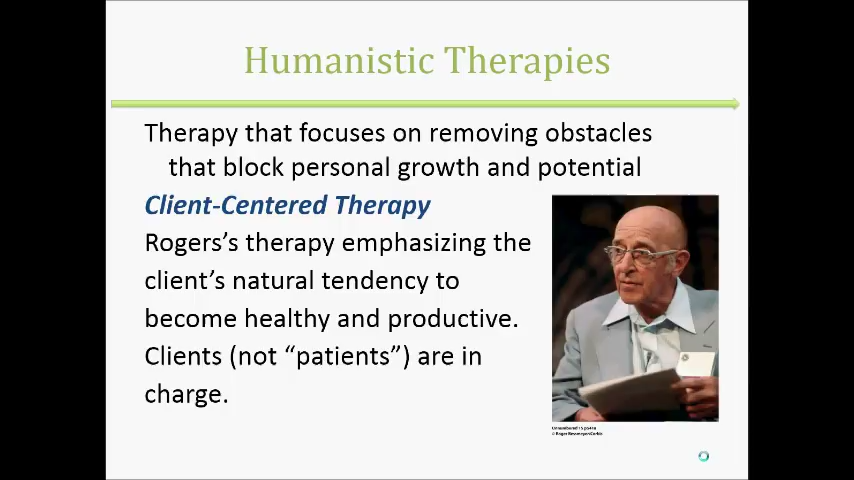 Humanistic Therapies
Therapy that focuses on removing obstacles
that block personal growth and potential
Client-Centered Therapy
Rogers’s therapy emphasizing the
client’s natural tendency to
become healthy and productive.
Clients (not “patients”) are in
charge.